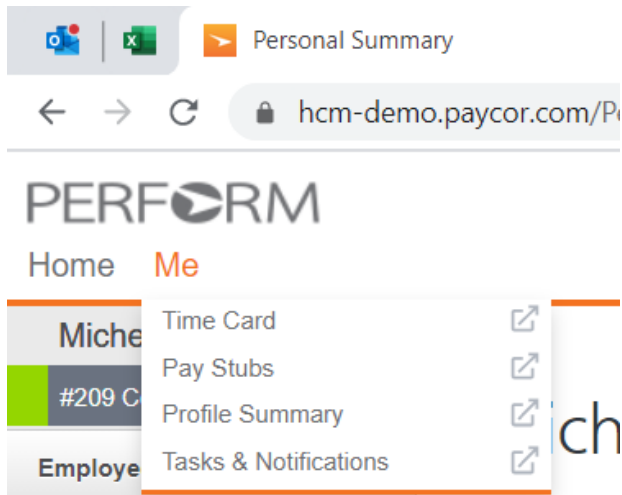 Personal Summary
hcm-demo.paycor.com/P
PERFORM
Home Me
Miche
Time Card
Pay Stubs
#209 C
Profile Summary
ich
Employe
Tasks & Notifications